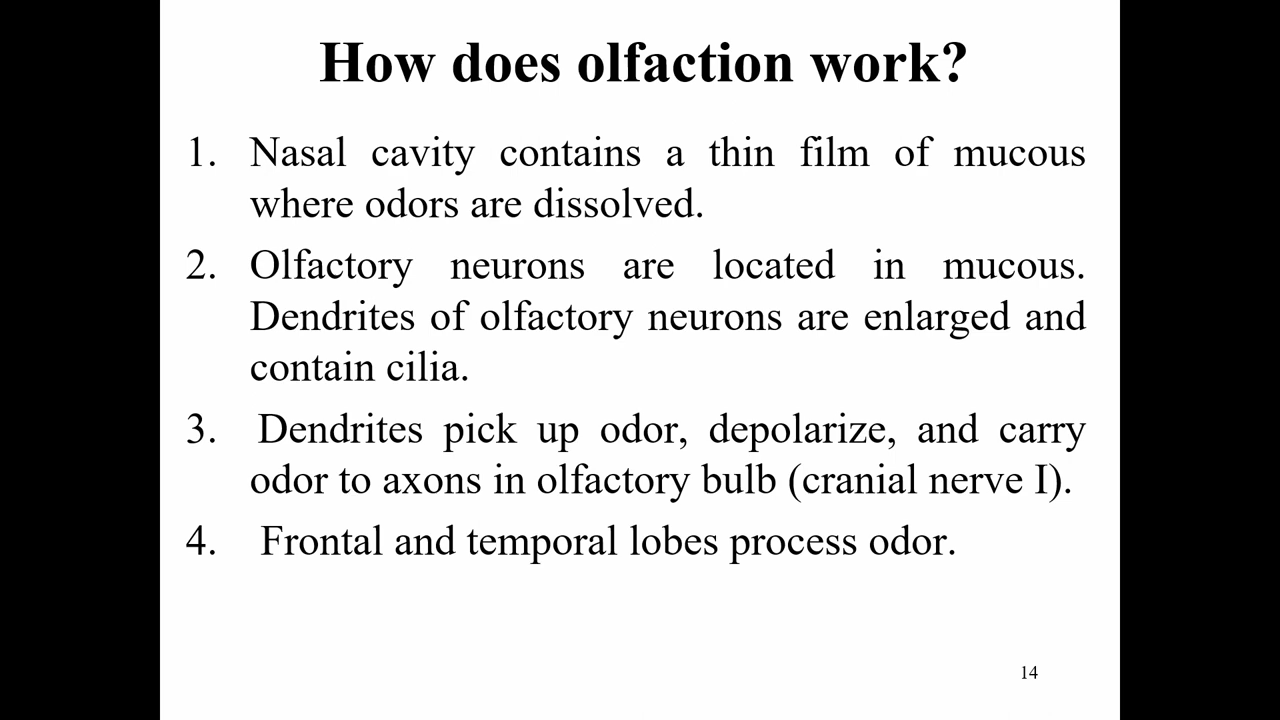 How does olfaction work?
1. Nasal cavity contains a thin film of mucous
where odors are dissolved.
2. Olfactory neurons are located in mucous.
Dendrites of olfactory neurons are enlarged and
contain cilia.
3. Dendrites pick up odor, depolarize, and carry
odor to axons in olfactory bulb (cranial nerve I).
4. Frontal and temporal lobes process odor.
14